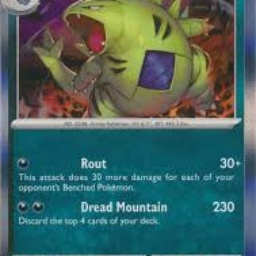 Rout 30+
This attack does 30 more damage for each of your
opponent's Benched Pokémon.
Dread Mountain 230
Discard the top 4 cards of your deck.